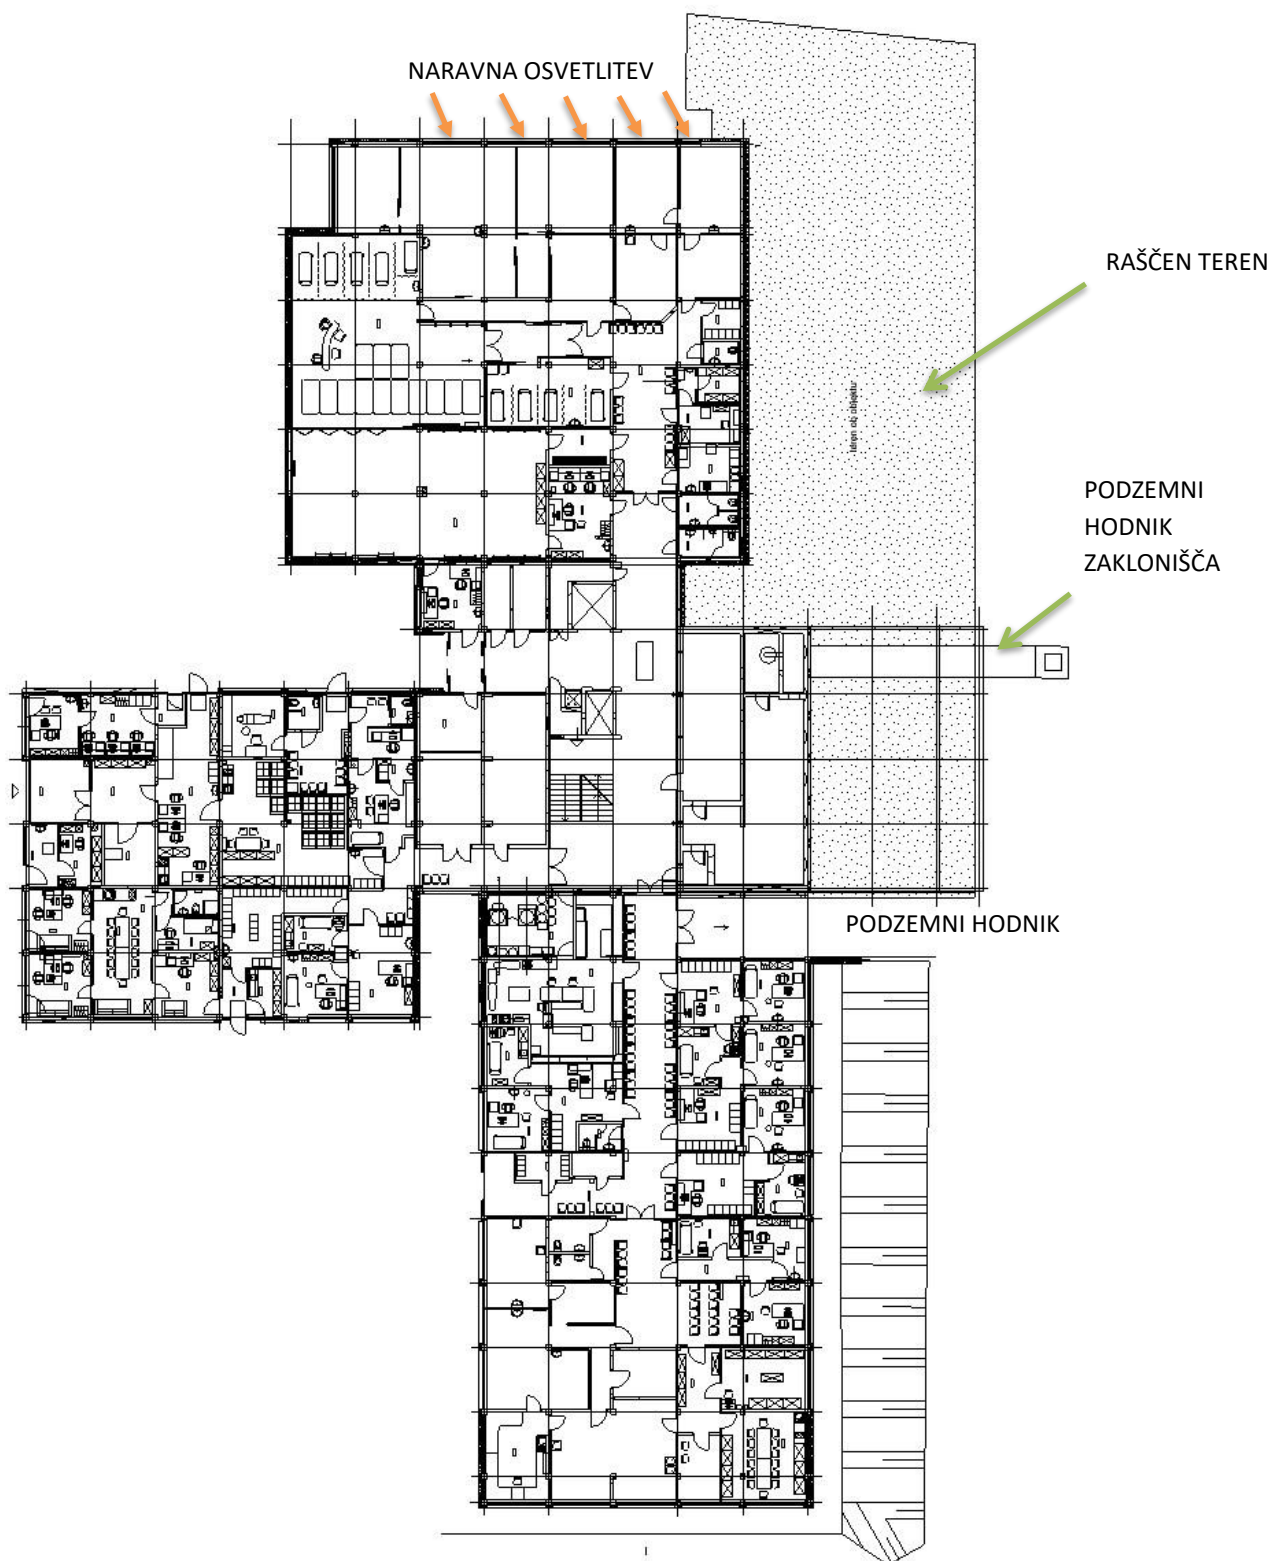 NARAVNA OSVETLITEV
RAŠČEN TEREN
PODZEMNI
HODNIK
ZAKLONIŠČA
PODZEMNI HODNIK